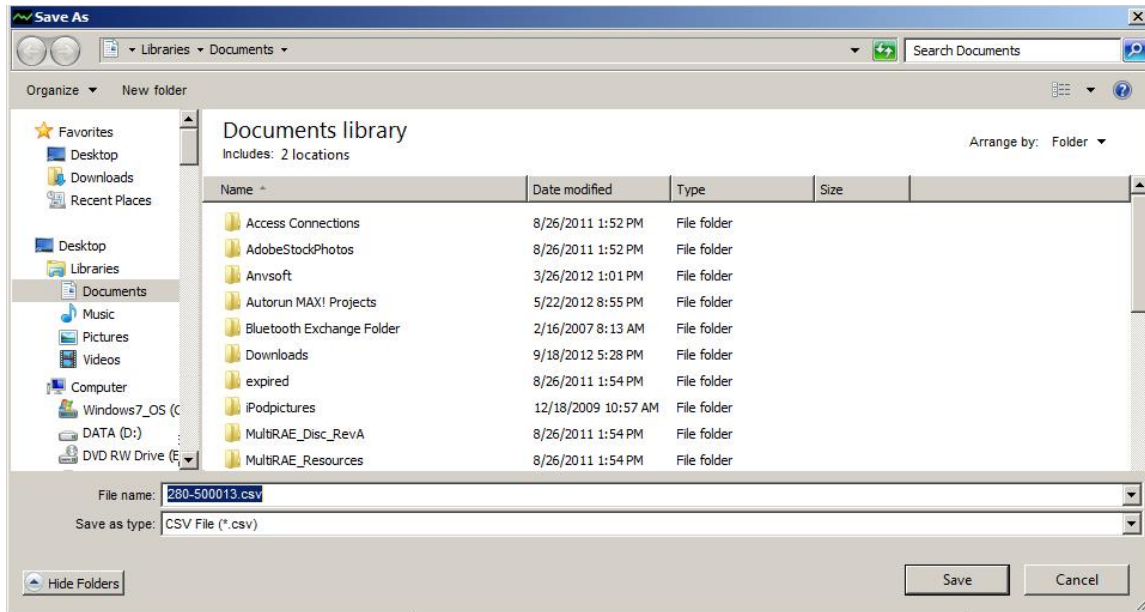 Save As
Libraries Documents
Search Documents
Organize New folder
Favorites
Desktop
Downloads
Recent Places
Desktop
Libraries
Documents
Music
Pictures
Videos
Computer
Windows7_OS (C
DATA (D:)
DVD RW Drive (E
Documents library
Includes: 2 locations
Arrange by: Folder
Name Date modified Type Size
Access Connections 8/26/2011 1:52 PM File folder
AdobeStockPhotos 8/26/2011 1:52 PM File folder
Anvsoft 3/26/2012 1:01 PM File folder
Autorun MAX! Projects 5/22/2012 8:55 PM File folder
Bluetooth Exchange Folder 2/16/2007 8:13 AM File folder
Downloads 9/18/2012 5:28 PM File folder
expired 8/26/2011 1:54 PM File folder
iPodpictures 12/18/2009 10:57 AM File folder
MultiRAE_Disc_RevA 8/26/2011 1:54 PM File folder
MultiRAE_Resources 8/26/2011 1:54 PM File folder
File name: 280-500013.csv
Save as type: CSV File (*.csv)
Hide Folders
Save
Cancel